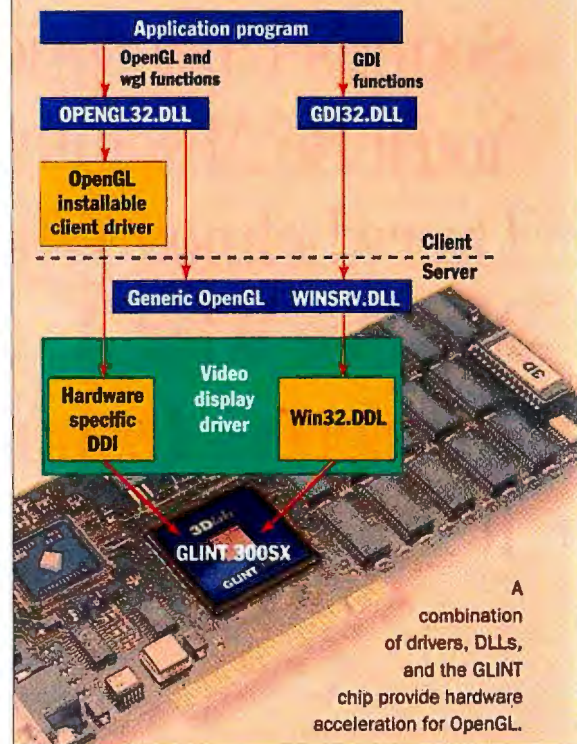 Application program
OpenGL and
wgl functions
GDI
functions
OPENGL32.DLL
GDI32.DLL
OpenGL
installable
client driver
Client
Server
Generic OpenGL
WINSRV.DLL
Video
display
driver
Hardware
specific
DDI
Win32.DDL
3D
3Dlabs
GLINT 300SX
GLINT
A
combination
of drivers, DLLs,
and the GLINT
chip provide hardware
acceleration for OpenGL.